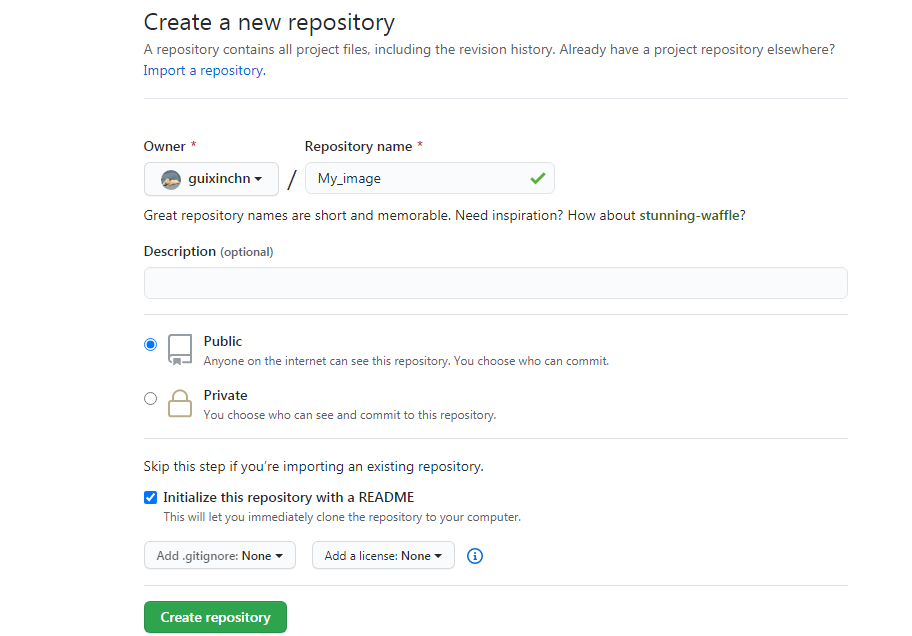 Create a new repository
A repository contains all project files, including the revision history. Already have a project repository elsewhere?
Import a repository.
Owner * Repository name *
guixinchn / My_image
Great repository names are short and memorable. Need inspiration? How about stunning-waffle?
Description (optional)
Public
Anyone on the internet can see this repository. You choose who can commit.
Private
You choose who can see and commit to this repository.
Skip this step if you’re importing an existing repository.
Initialize this repository with a README
This will let you immediately clone the repository to your computer.
Add .gitignore: None Add a license: None
Create repository